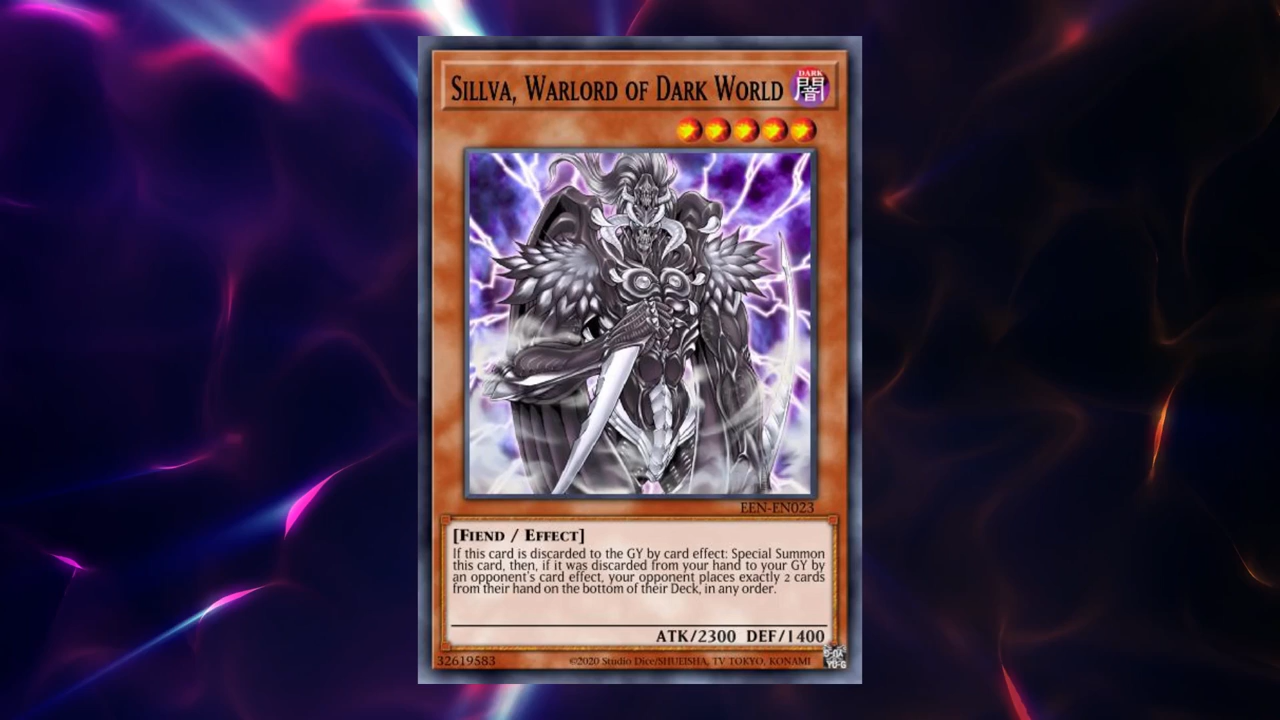 Sillva, Warlord of Dark World
DARK
闇
EEN-EN023
[Fiend / Effect]
If this card is discarded to the GY by card effect: Special Summon
this card, then, if it was discarded from your hand to your GY by
an opponent's card effect, your opponent places exactly 2 cards
from their hand on the bottom of their Deck, in any order.
ATK/2300 DEF/1400
32619583 ©2020 Studio Dice/SHUEISHA, TV TOKYO, KONAMI